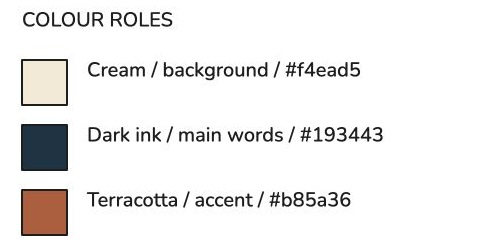 COLOUR ROLES
Cream / background / #f4ead5
Dark ink / main words / #193443
Terracotta / accent / #b85a36